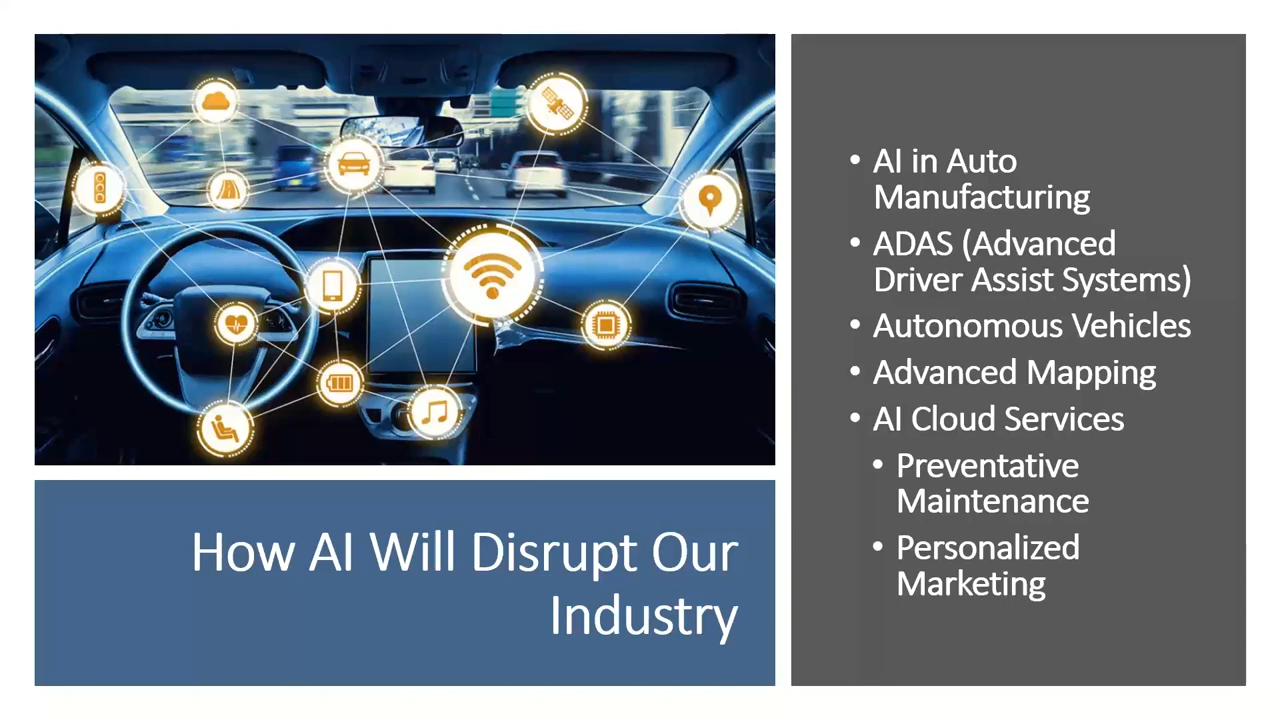 How AI Will Disrupt Our
Industry
• AI in Auto
Manufacturing
• ADAS (Advanced
Driver Assist Systems)
• Autonomous Vehicles
• Advanced Mapping
• AI Cloud Services
• Preventative
Maintenance
• Personalized
Marketing